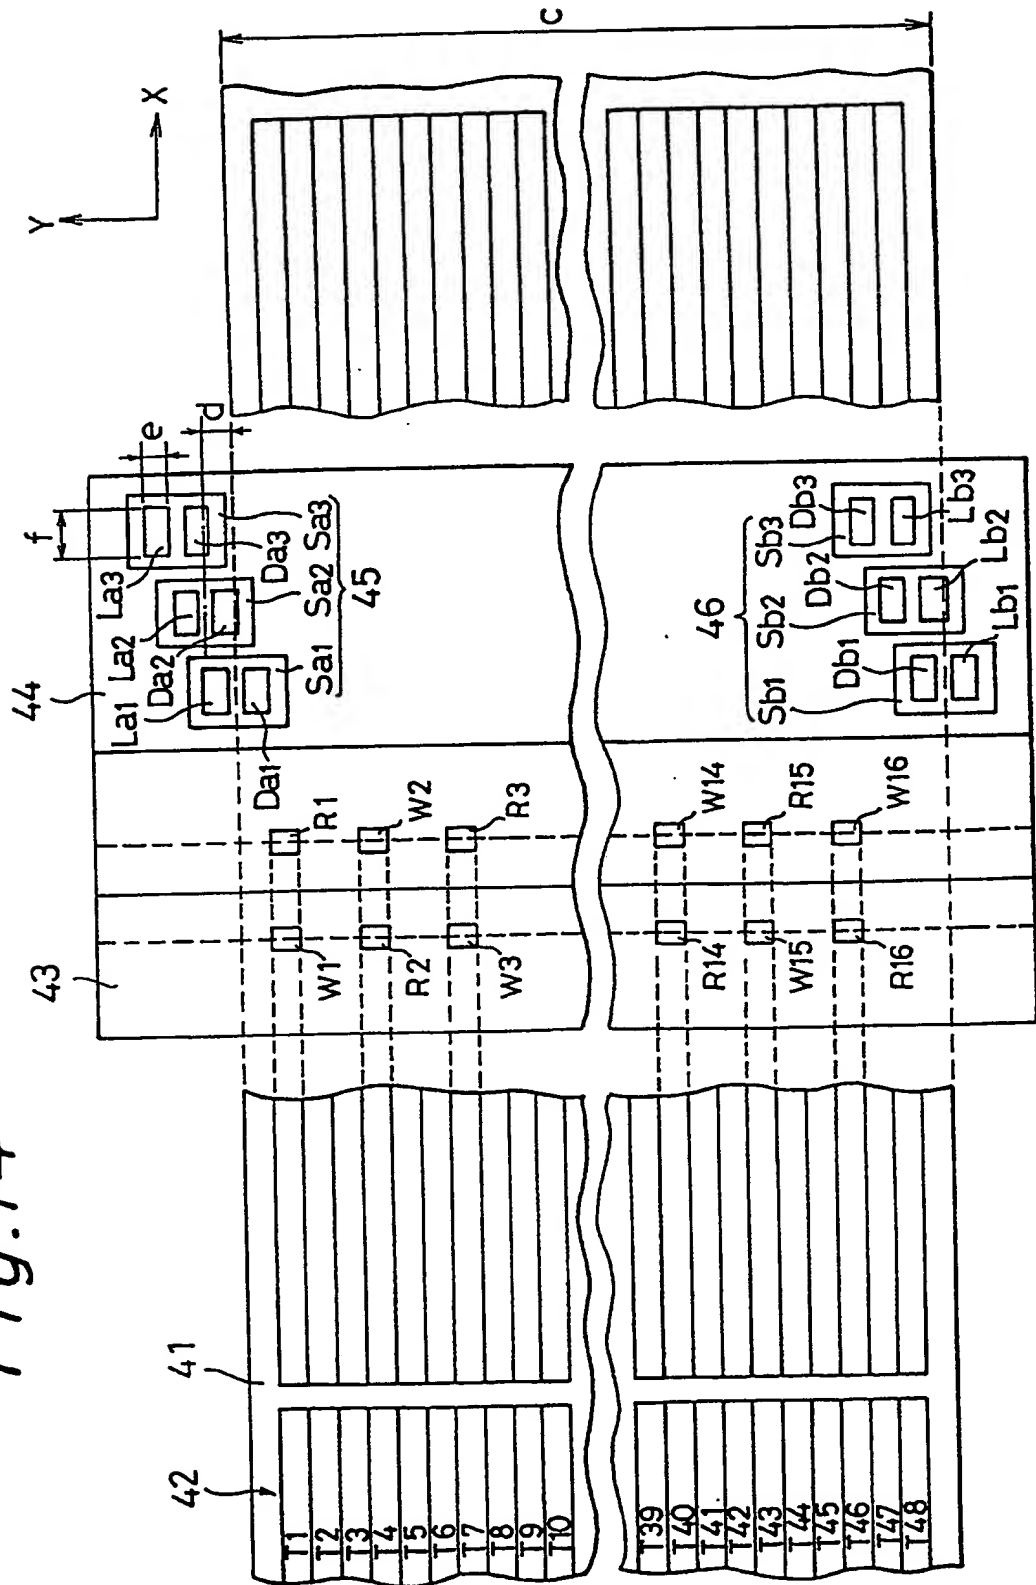 Fig.14
42
41
43
44
T1
T2
T3
T4
T5
T6
T7
T8
T9
T10
T39
T40
T41
T42
T43
T44
T45
T46
T47
T48
W1
R2
W3
R14
W15
R16
R1
W2
R3
W14
R15
W16
La1
La2
La3
Da1
Da2
Da3
Sa1
Sa2
Sa3
45
f
e
d
46
Sb1
Sb2
Sb3
Db1
Db2
Db3
Lb1
Lb2
Lb3
Y
X
c